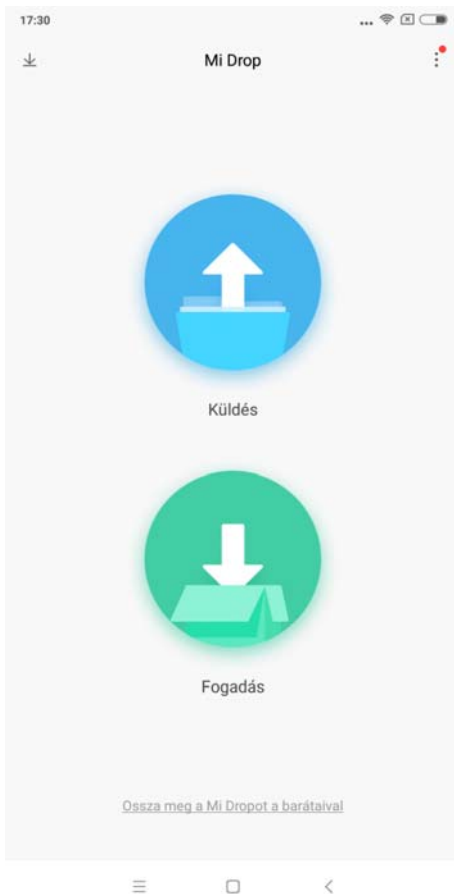 17:30
Mi Drop
Küldés
Fogadás
Ossza meg a Mi Dropot a barátaival